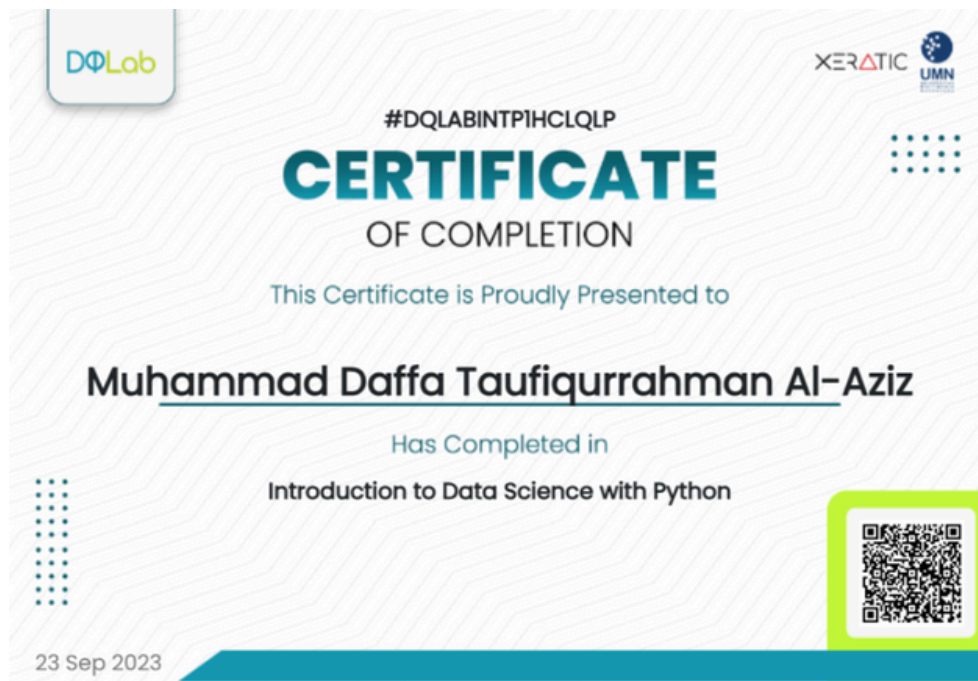 DQLab
XERATIC
UMN
#DQLABINTP1HCLQLP
CERTIFICATE
OF COMPLETION
This Certificate is Proudly Presented to
Muhammad Daffa Taufiqurrahman Al-Aziz
Has Completed in
Introduction to Data Science with Python
23 Sep 2023